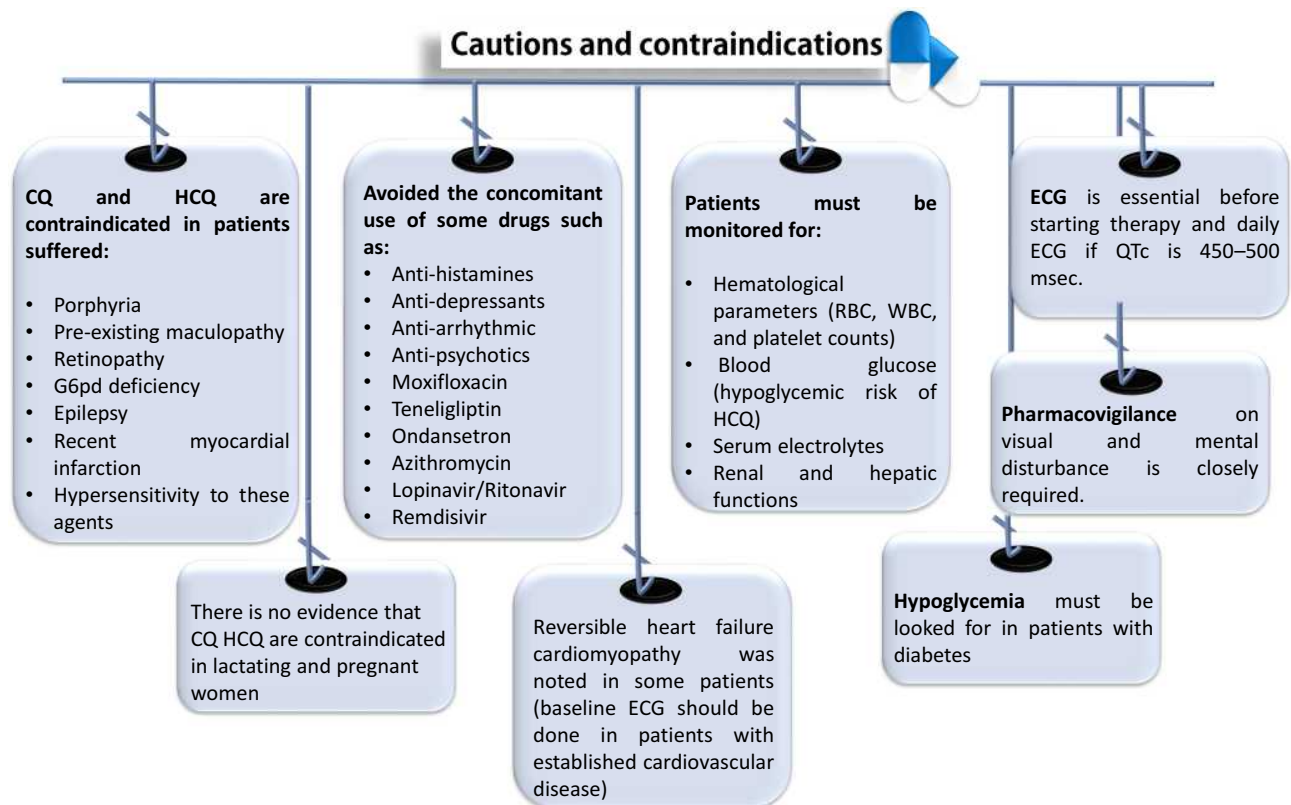 Cautions and contraindications
CQ and HCQ are
contraindicated in patients
suffered:
• Porphyria
• Pre-existing maculopathy
• Retinopathy
• G6pd deficiency
• Epilepsy
• Recent myocardial
infarction
• Hypersensitivity to these
agents
There is no evidence that
CQ HCQ are contraindicated
in lactating and pregnant
women
Avoided the concomitant
use of some drugs such
as:
• Anti-histamines
• Anti-depressants
• Anti-arrhythmic
• Anti-psychotics
• Moxifloxacin
• Teneligliptin
• Ondansetron
• Azithromycin
• Lopinavir/Ritonavir
• Remdisivir
Reversible heart failure
cardiomyopathy was
noted in some patients
(baseline ECG should be
done in patients with
established cardiovascular
disease)
Patients must be
monitored for:
• Hematological
parameters (RBC, WBC,
and platelet counts)
• Blood glucose
(hypoglycemic risk of
HCQ)
• Serum electrolytes
• Renal and hepatic
functions
ECG is essential before
starting therapy and daily
ECG if QTc is 450–500
msec.
Pharmacovigilance on
visual and mental
disturbance is closely
required.
Hypoglycemia must be
looked for in patients with
diabetes